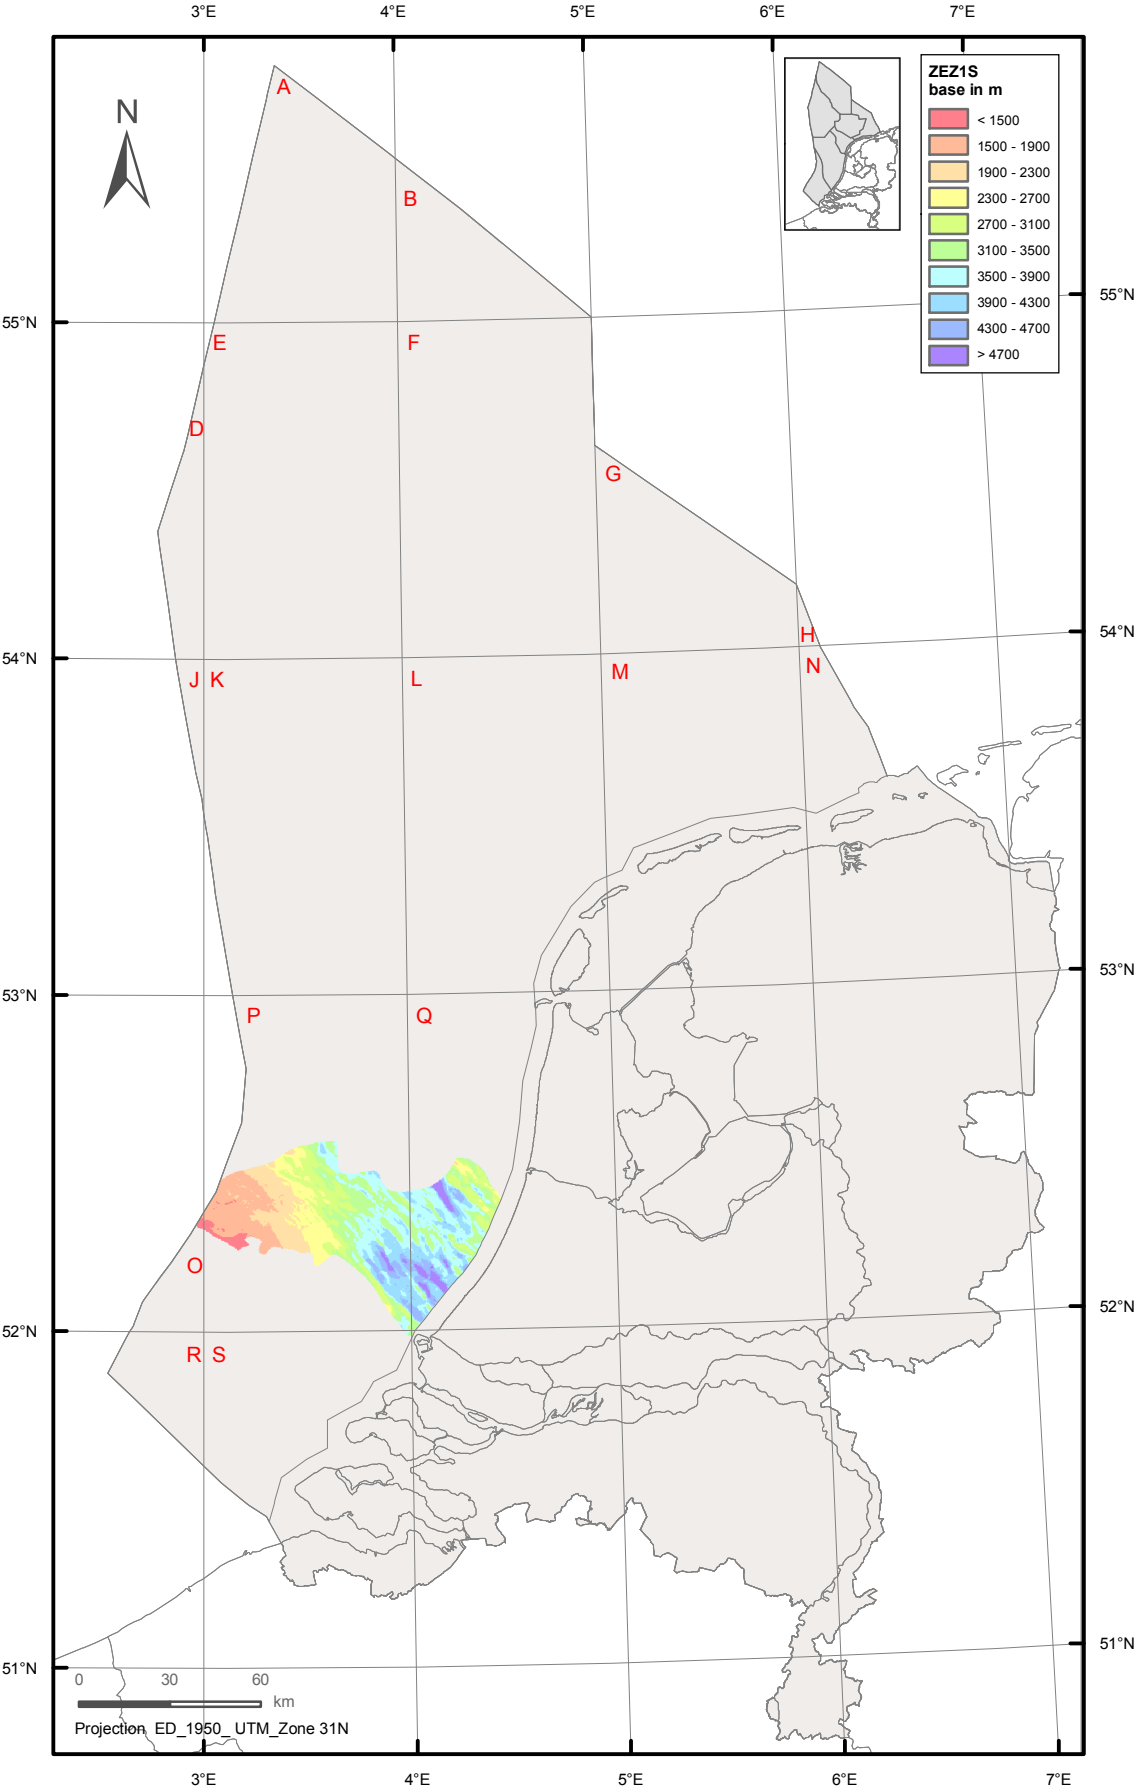 3°E 4°E 5°E 6°E 7°E
ZEZ1S
base in m
< 1500
1500 - 1900
1900 - 2300
2300 - 2700
2700 - 3100
3100 - 3500
3500 - 3900
3900 - 4300
4300 - 4700
> 4700
N
A
B
55°N 55°N
E F
D
G
H
54°N 54°N
J K L M N
53°N 53°N
P Q
O
52°N 52°N
R S
51°N 51°N
0 30 60
km
Projection ED_1950_ UTM_Zone 31N
3°E 4°E 5°E 6°E 7°E